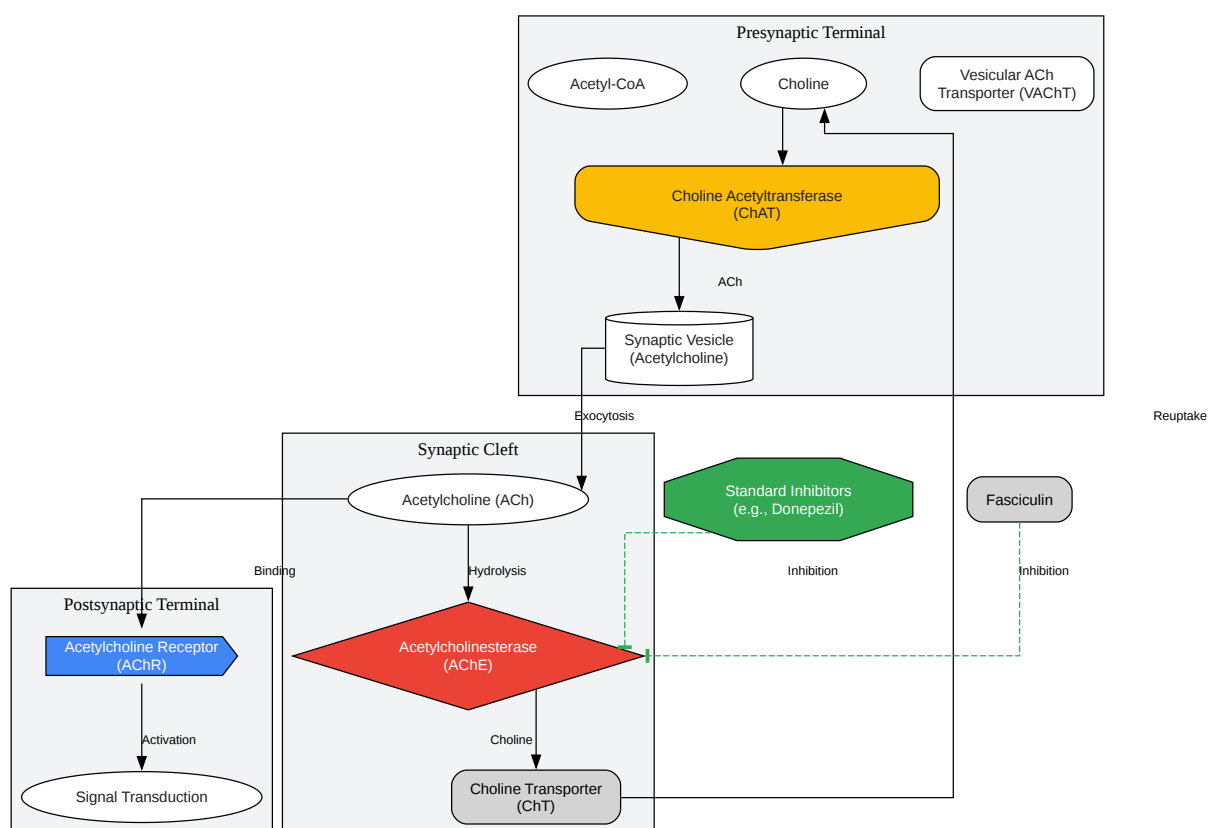 Presynaptic Terminal
Acetyl-CoA
Choline
Vesicular ACh
Transporter (VAChT)
Choline Acetyltransferase
(ChAT)
ACh
Synaptic Vesicle
(Acetylcholine)
Exocytosis
Reuptake
Synaptic Cleft
Acetylcholine (ACh)
Standard Inhibitors
(e.g., Donepezil)
Fasciculin
Binding
Hydrolysis
Inhibition
Inhibition
Postsynaptic Terminal
Acetylcholine Receptor
(AChR)
Acetylcholinesterase
(AChE)
Activation
Choline
Signal Transduction
Choline Transporter
(ChT)